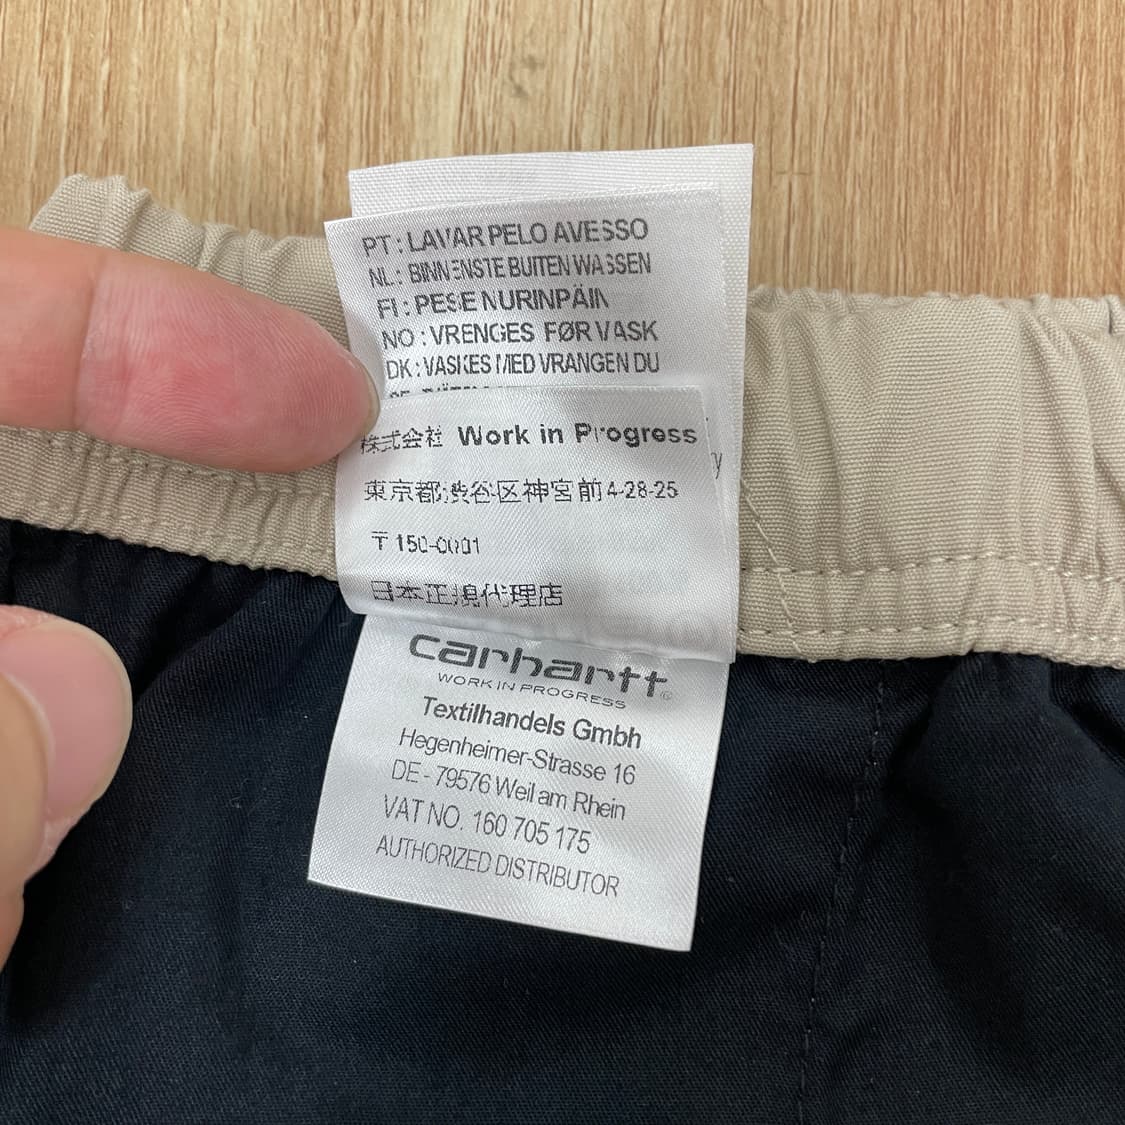 PT : LAVAR PELO AVESSO
NL : BINNENSTE BUITEN WASSEN
FI : PESE NURINPÄIN
NO : VRENGES FØR VASK
DK : VASKES MED VRANGEN DU
株式会社 Work in Progress
東京都渋谷区神宮前4-28-25
〒150-0001
日本正規代理店
carhartt
WORK IN PROGRESS
Textilhandels Gmbh
Hegenheimer-Strasse 16
DE - 79576 Weil am Rhein
VAT NO. 160 705 175
AUTHORIZED DISTRIBUTOR